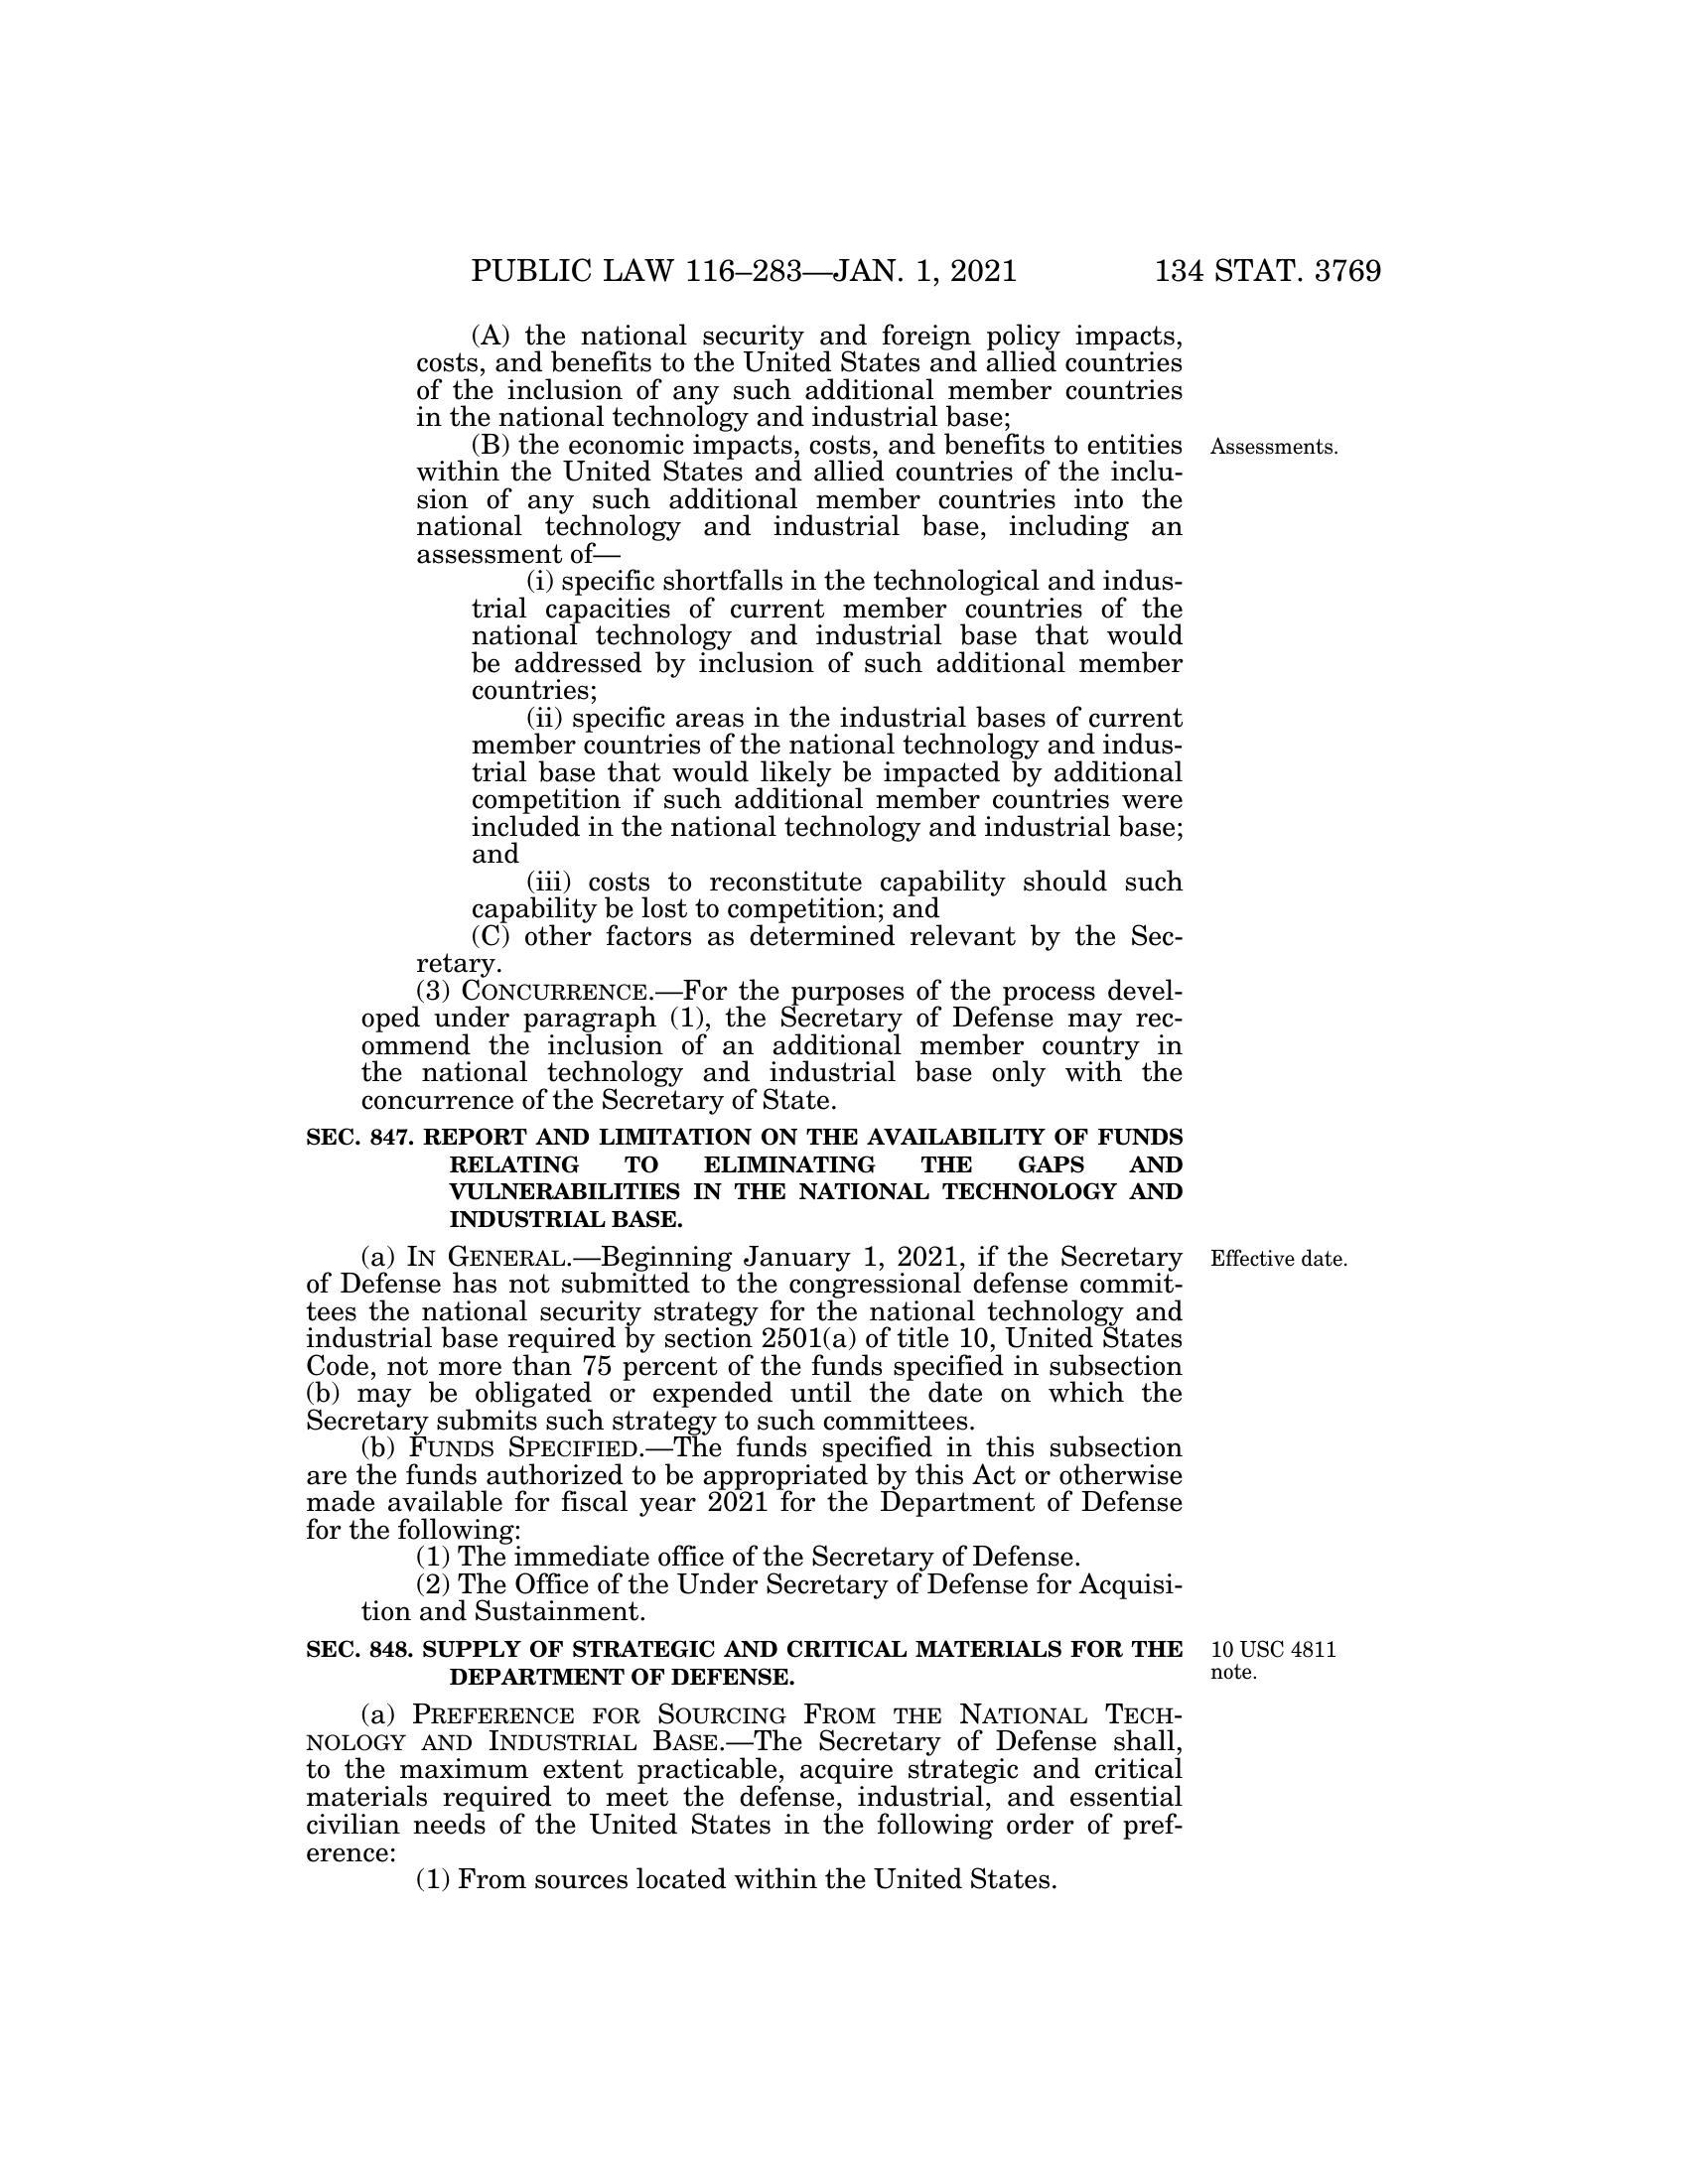 PUBLIC LAW 116–283—JAN. 1, 2021 134 STAT. 3769
(A) the national security and foreign policy impacts,
costs, and benefits to the United States and allied countries
of the inclusion of any such additional member countries
in the national technology and industrial base;
(B) the economic impacts, costs, and benefits to entities
Assessments.
within the United States and allied countries of the inclu-
sion of any such additional member countries into the
national technology and industrial base, including an
assessment of—
(i) specific shortfalls in the technological and indus-
trial capacities of current member countries of the
national technology and industrial base that would
be addressed by inclusion of such additional member
countries;
(ii) specific areas in the industrial bases of current
member countries of the national technology and indus-
trial base that would likely be impacted by additional
competition if such additional member countries were
included in the national technology and industrial base;
and
(iii) costs to reconstitute capability should such
capability be lost to competition; and
(C) other factors as determined relevant by the Sec-
retary.
(3) CONCURRENCE.—For the purposes of the process devel-
oped under paragraph (1), the Secretary of Defense may rec-
ommend the inclusion of an additional member country in
the national technology and industrial base only with the
concurrence of the Secretary of State.
SEC. 847. REPORT AND LIMITATION ON THE AVAILABILITY OF FUNDS
RELATING TO ELIMINATING THE GAPS AND
VULNERABILITIES IN THE NATIONAL TECHNOLOGY AND
INDUSTRIAL BASE.
(a) IN GENERAL.—Beginning January 1, 2021, if the Secretary
Effective date.
of Defense has not submitted to the congressional defense commit-
tees the national security strategy for the national technology and
industrial base required by section 2501(a) of title 10, United States
Code, not more than 75 percent of the funds specified in subsection
(b) may be obligated or expended until the date on which the
Secretary submits such strategy to such committees.
(b) FUNDS SPECIFIED.—The funds specified in this subsection
are the funds authorized to be appropriated by this Act or otherwise
made available for fiscal year 2021 for the Department of Defense
for the following:
(1) The immediate office of the Secretary of Defense.
(2) The Office of the Under Secretary of Defense for Acquisi-
tion and Sustainment.
SEC. 848. SUPPLY OF STRATEGIC AND CRITICAL MATERIALS FOR THE
DEPARTMENT OF DEFENSE.
10 USC 4811
note.
(a) PREFERENCE FOR SOURCING FROM THE NATIONAL TECH-
NOLOGY AND INDUSTRIAL BASE.—The Secretary of Defense shall,
to the maximum extent practicable, acquire strategic and critical
materials required to meet the defense, industrial, and essential
civilian needs of the United States in the following order of pref-
erence:
(1) From sources located within the United States.